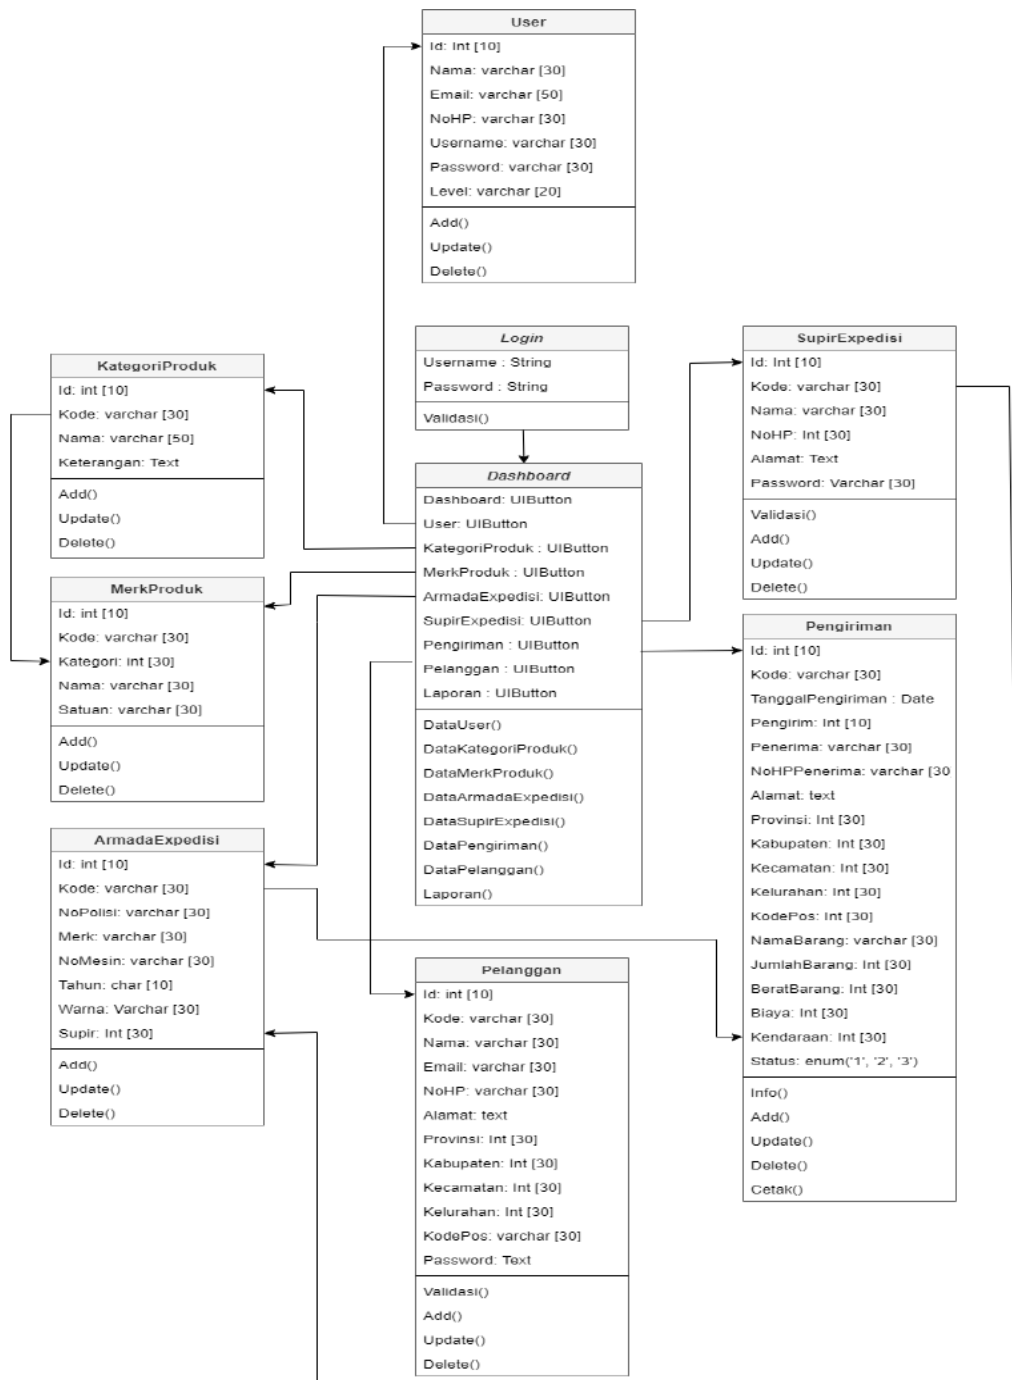 User
Id: Int [10]
Nama: varchar [30]
Email: varchar [50]
NoHP: varchar [30]
Username: varchar [30]
Password: varchar [30]
Level: varchar [20]
Add()
Update()
Delete()
Login
Username : String
Password : String
Validasi()
SupirExpedisi
Id: Int [10]
Kode: varchar [30]
Nama: varchar [30]
NoHP: Int [30]
Alamat: Text
Password: Varchar [30]
Validasi()
Add()
Update()
Delete()
KategoriProduk
Id: int [10]
Kode: varchar [30]
Nama: varchar [50]
Keterangan: Text
Add()
Update()
Delete()
Dashboard
Dashboard: UIButton
User: UIButton
KategoriProduk : UIButton
MerkProduk : UIButton
ArmadaExpedisi: UIButton
SupirExpedisi: UIButton
Pengiriman : UIButton
Pelanggan : UIButton
Laporan : UIButton
DataUser()
DataKategoriProduk()
DataMerkProduk()
DataArmadaExpedisi()
DataSupirExpedisi()
DataPengiriman()
DataPelanggan()
Laporan()
MerkProduk
Id: int [10]
Kode: varchar [30]
Kategori: int [30]
Nama: varchar [30]
Satuan: varchar [30]
Add()
Update()
Delete()
Pengiriman
Id: int [10]
Kode: varchar [30]
TanggalPengiriman : Date
Pengirim: Int [10]
Penerima: varchar [30]
NoHPPenerima: varchar [30
Alamat: text
Provinsi: Int [30]
Kabupaten: Int [30]
Kecamatan: Int [30]
Kelurahan: Int [30]
KodePos: Int [30]
NamaBarang: varchar [30]
JumlahBarang: Int [30]
BeratBarang: Int [30]
Biaya: Int [30]
Kendaraan: Int [30]
Status: enum('1', '2', '3')
Info()
Add()
Update()
Delete()
Cetak()
ArmadaExpedisi
Id: int [10]
Kode: varchar [30]
NoPolisi: varchar [30]
Merk: varchar [30]
NoMesin: varchar [30]
Tahun: char [10]
Warna: Varchar [30]
Supir: Int [30]
Add()
Update()
Delete()
Pelanggan
Id: int [10]
Kode: varchar [30]
Nama: varchar [30]
Email: varchar [30]
NoHP: varchar [30]
Alamat: text
Provinsi: Int [30]
Kabupaten: Int [30]
Kecamatan: Int [30]
Kelurahan: Int [30]
KodePos: varchar [30]
Password: Text
Validasi()
Add()
Update()
Delete()